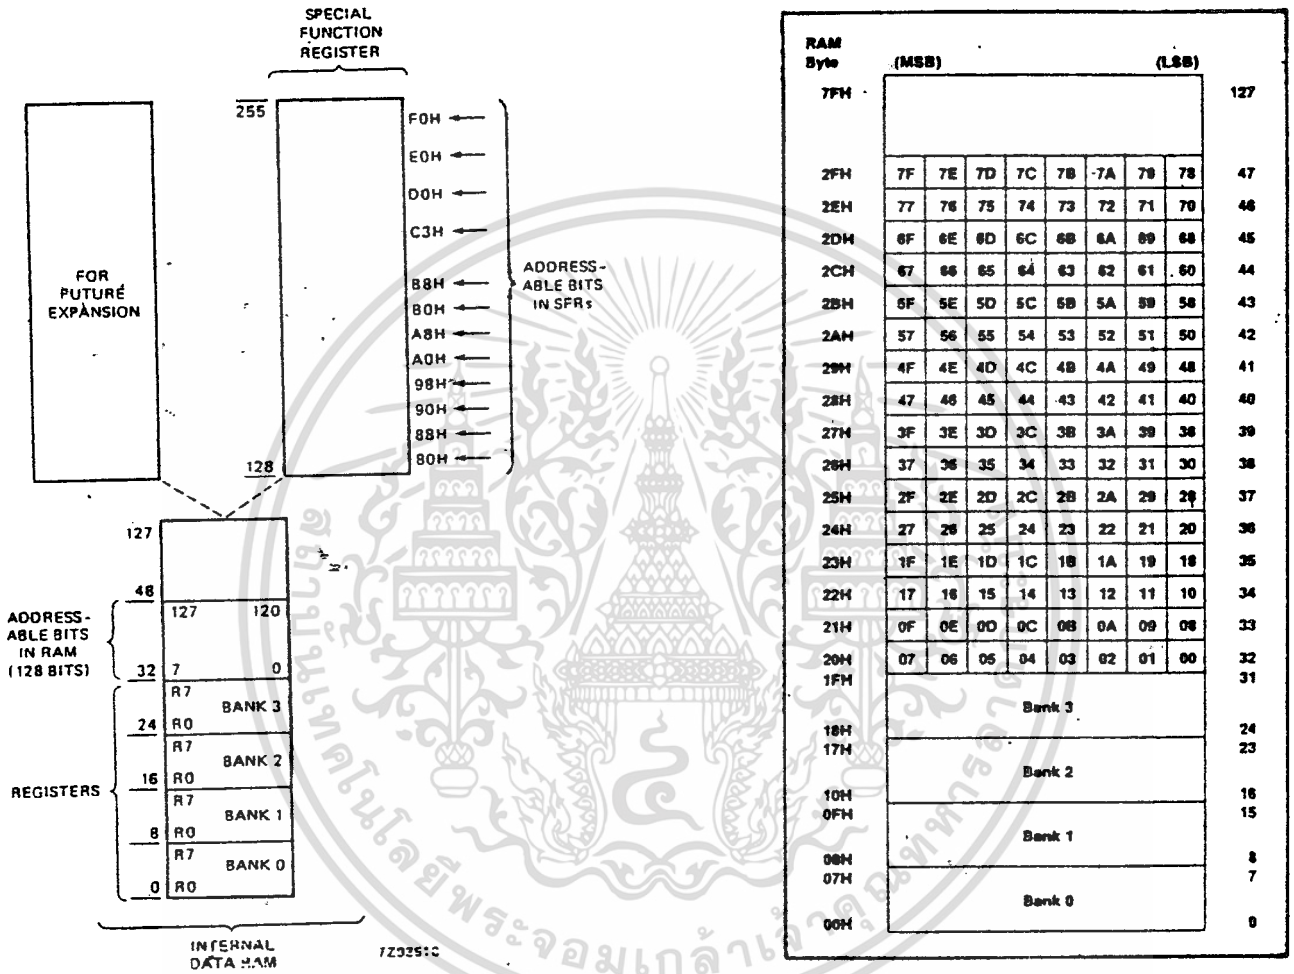 SPECIAL
FUNCTION
REGISTER
255
F0H
E0H
D0H
C3H
B8H
B0H
A8H
A0H
98H
90H
88H
80H
128
ADDRESS-
ABLE BITS
IN SFRs
FOR
FUTURE
EXPANSION
127
48
127 120
ADDRESS-
ABLE BITS
IN RAM
(128 BITS)
32 7 0
R7
BANK 3
24 R0
R7
BANK 2
16 R0
REGISTERS
R7
BANK 1
8 R0
R7
BANK 0
0 R0
INTERNAL
DATA RAM
RAM
Byte (MSB) (LSB)
7FH 127
2FH 7F 7E 7D 7C 7B 7A 79 78 47
2EH 77 76 75 74 73 72 71 70 46
2DH 6F 6E 6D 6C 6B 6A 69 68 45
2CH 67 66 65 64 63 62 61 60 44
2BH 5F 5E 5D 5C 5B 5A 59 58 43
2AH 57 56 55 54 53 52 51 50 42
29H 4F 4E 4D 4C 4B 4A 49 48 41
28H 47 46 45 44 43 42 41 40 40
27H 3F 3E 3D 3C 3B 3A 39 38 39
26H 37 36 35 34 33 32 31 30 38
25H 2F 2E 2D 2C 2B 2A 29 28 37
24H 27 26 25 24 23 22 21 20 36
23H 1F 1E 1D 1C 1B 1A 19 18 35
22H 17 16 15 14 13 12 11 10 34
21H 0F 0E 0D 0C 0B 0A 09 08 33
20H 07 06 05 04 03 02 01 00 32
1FH 31
Bank 3
18H 24
17H 23
Bank 2
10H 16
0FH 15
Bank 1
08H 8
07H 7
Bank 0
00H 0